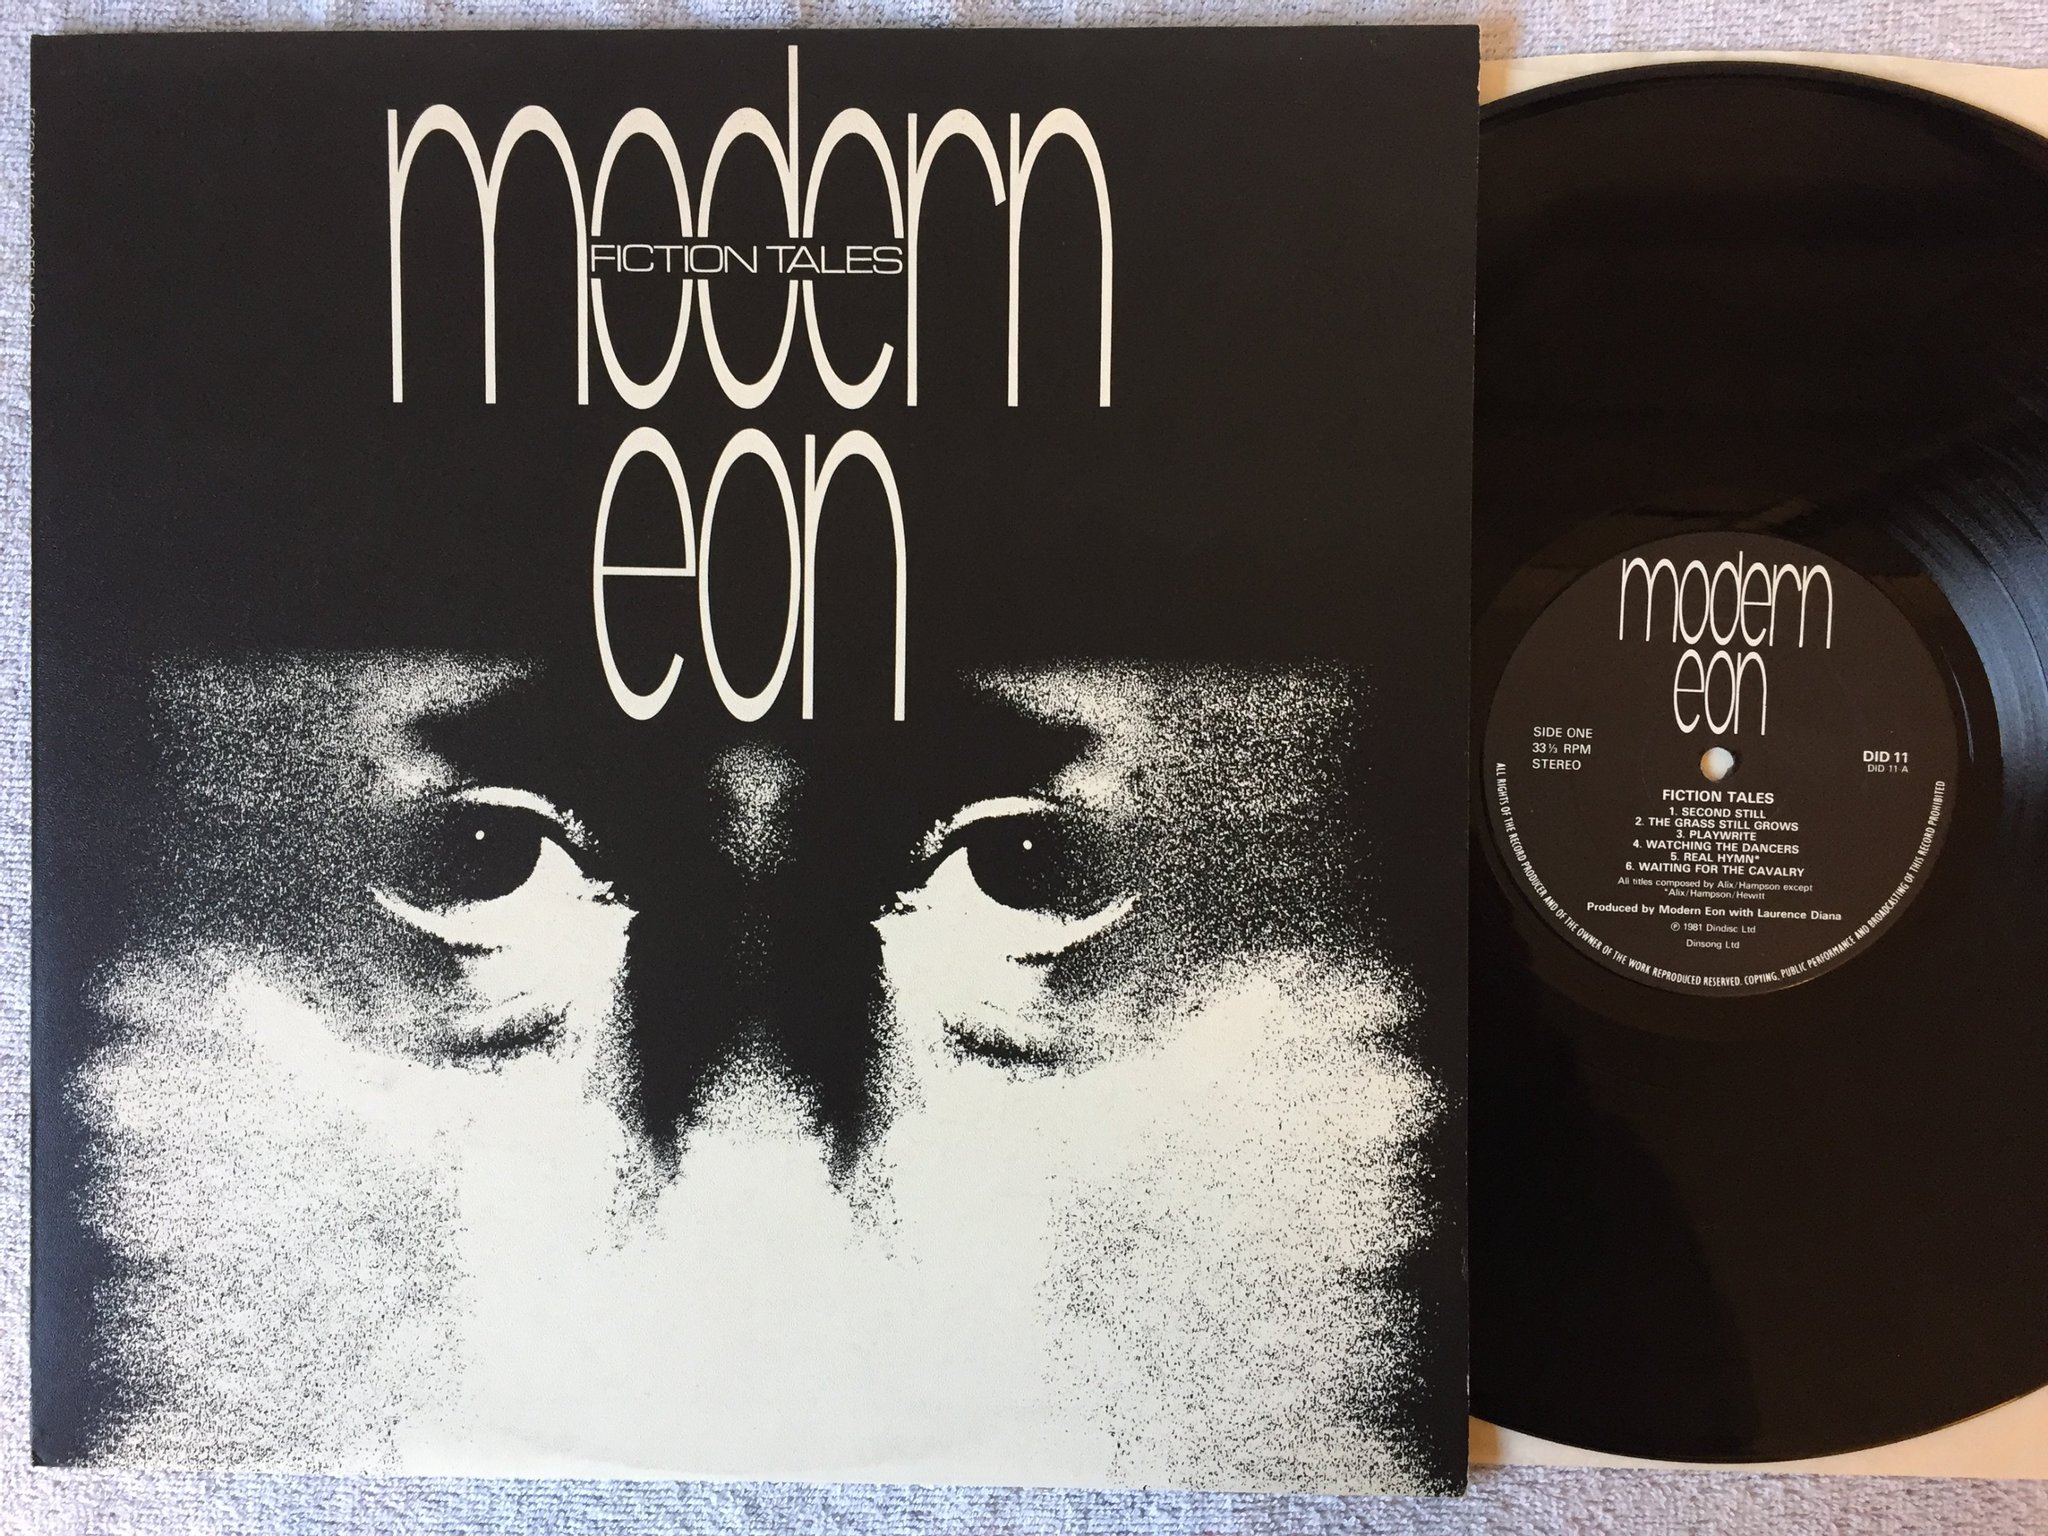 modern
FICTION TALES
eon
FICTION TALES MODERN EON
modern
eon
SIDE ONE
33⅓ RPM
STEREO
DID 11
DID 11 A
FICTION TALES
1. SECOND STILL
2. THE GRASS STILL GROWS
3. PLAYWRITE
4. WATCHING THE DANCERS
5. REAL HYMN*
6. WAITING FOR THE CAVALRY
All titles composed by Alix/Hampson except
*Alix/Hampson/Hewitt
Produced by Modern Eon with Laurence Diana
℗ 1981 Dindisc Ltd
Dinsong Ltd
ALL RIGHTS OF THE RECORD PRODUCER AND OF THE OWNER OF THE WORK REPRODUCED RESERVED. COPYING, PUBLIC PERFORMANCE AND BROADCASTING OF THIS RECORD PROHIBITED